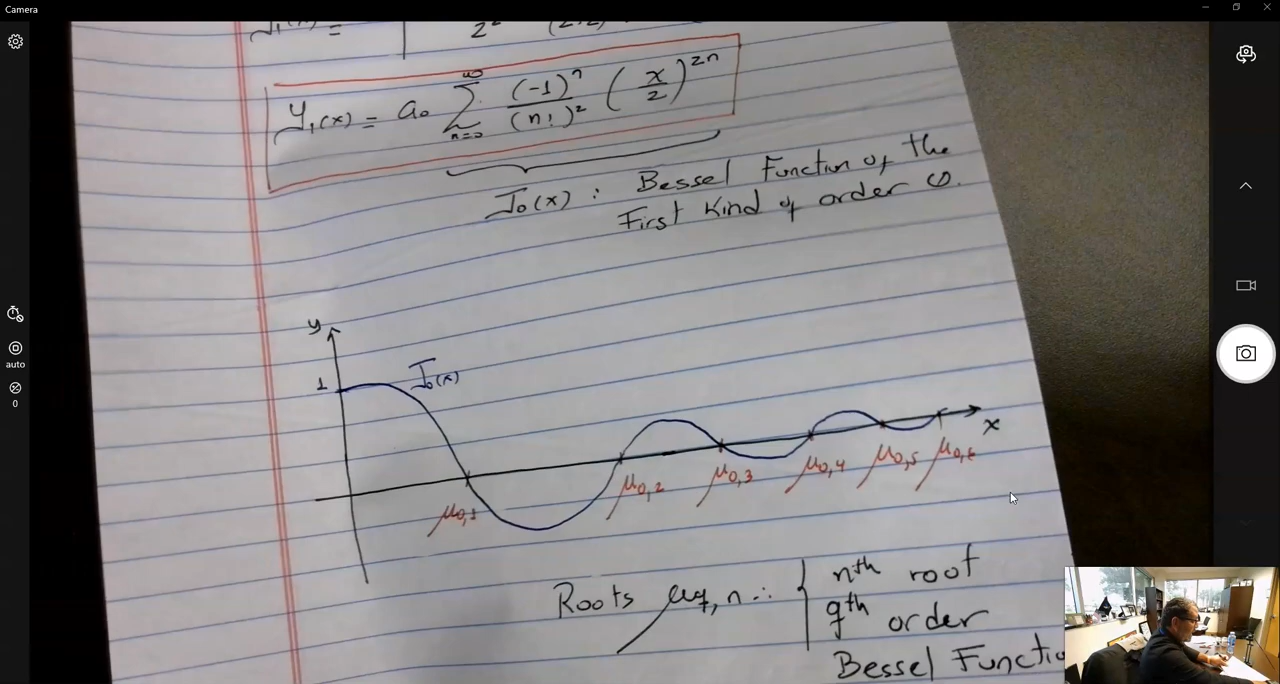 Camera
y₁(x) = a₀ ∑ₙ₌₀^∞ (-1)ⁿ/(n!)² (x/2)²ⁿ
J₀(x) : Bessel Function of the
First Kind of order 0.
y
1
J₀(x)
x
μ₀,₁ μ₀,₂ μ₀,₃ μ₀,₄ μ₀,₅ μ₀,₆
Roots μq,n : { nth root
qth order
Bessel Functio
auto
0